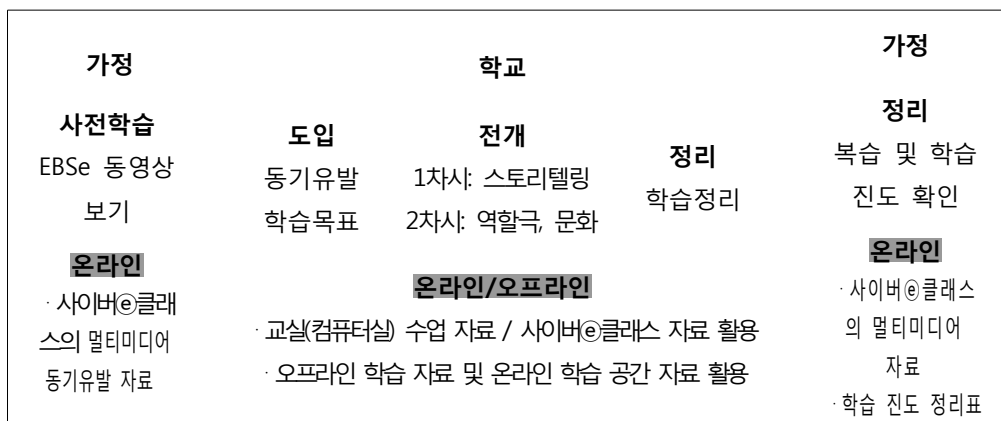 가정
사전학습
EBSe 동영상
보기
온라인
· 사이버ⓔ클래
스의 멀티미디어
동기유발 자료
학교
도입
동기유발
학습목표
전개
1차시: 스토리텔링
2차시: 역할극, 문화
정리
학습정리
온라인/오프라인
· 교실(컴퓨터실) 수업 자료 / 사이버ⓔ클래스 자료 활용
· 오프라인 학습 자료 및 온라인 학습 공간 자료 활용
가정
정리
복습 및 학습
진도 확인
온라인
· 사이버ⓔ클래스
의 멀티미디어
자료
· 학습 진도 정리표